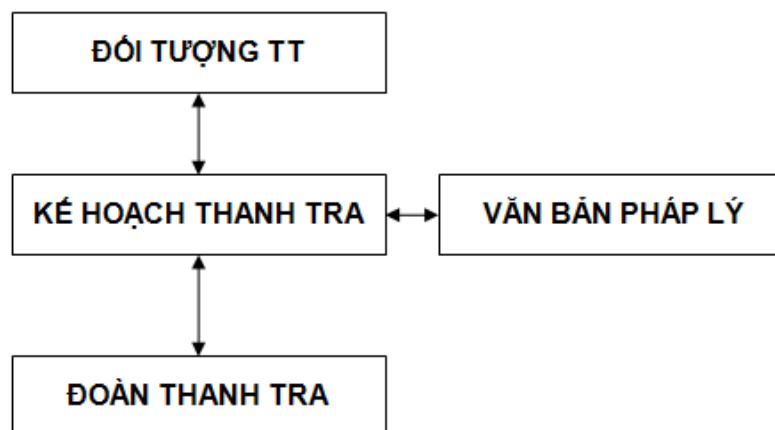 ĐỐI TƯỢNG TT
KẾ HOẠCH THANH TRA
VĂN BẢN PHÁP LÝ
ĐOÀN THANH TRA